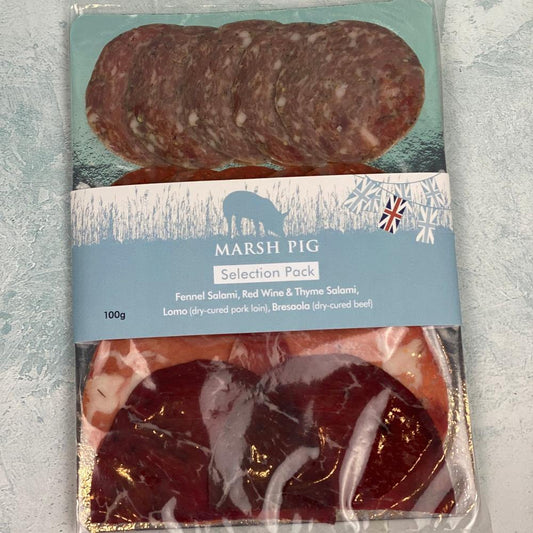 MARSH PIG
Selection Pack
Fennel Salami, Red Wine & Thyme Salami,
Lomo (dry-cured pork loin), Bresaola (dry-cured beef)
100g